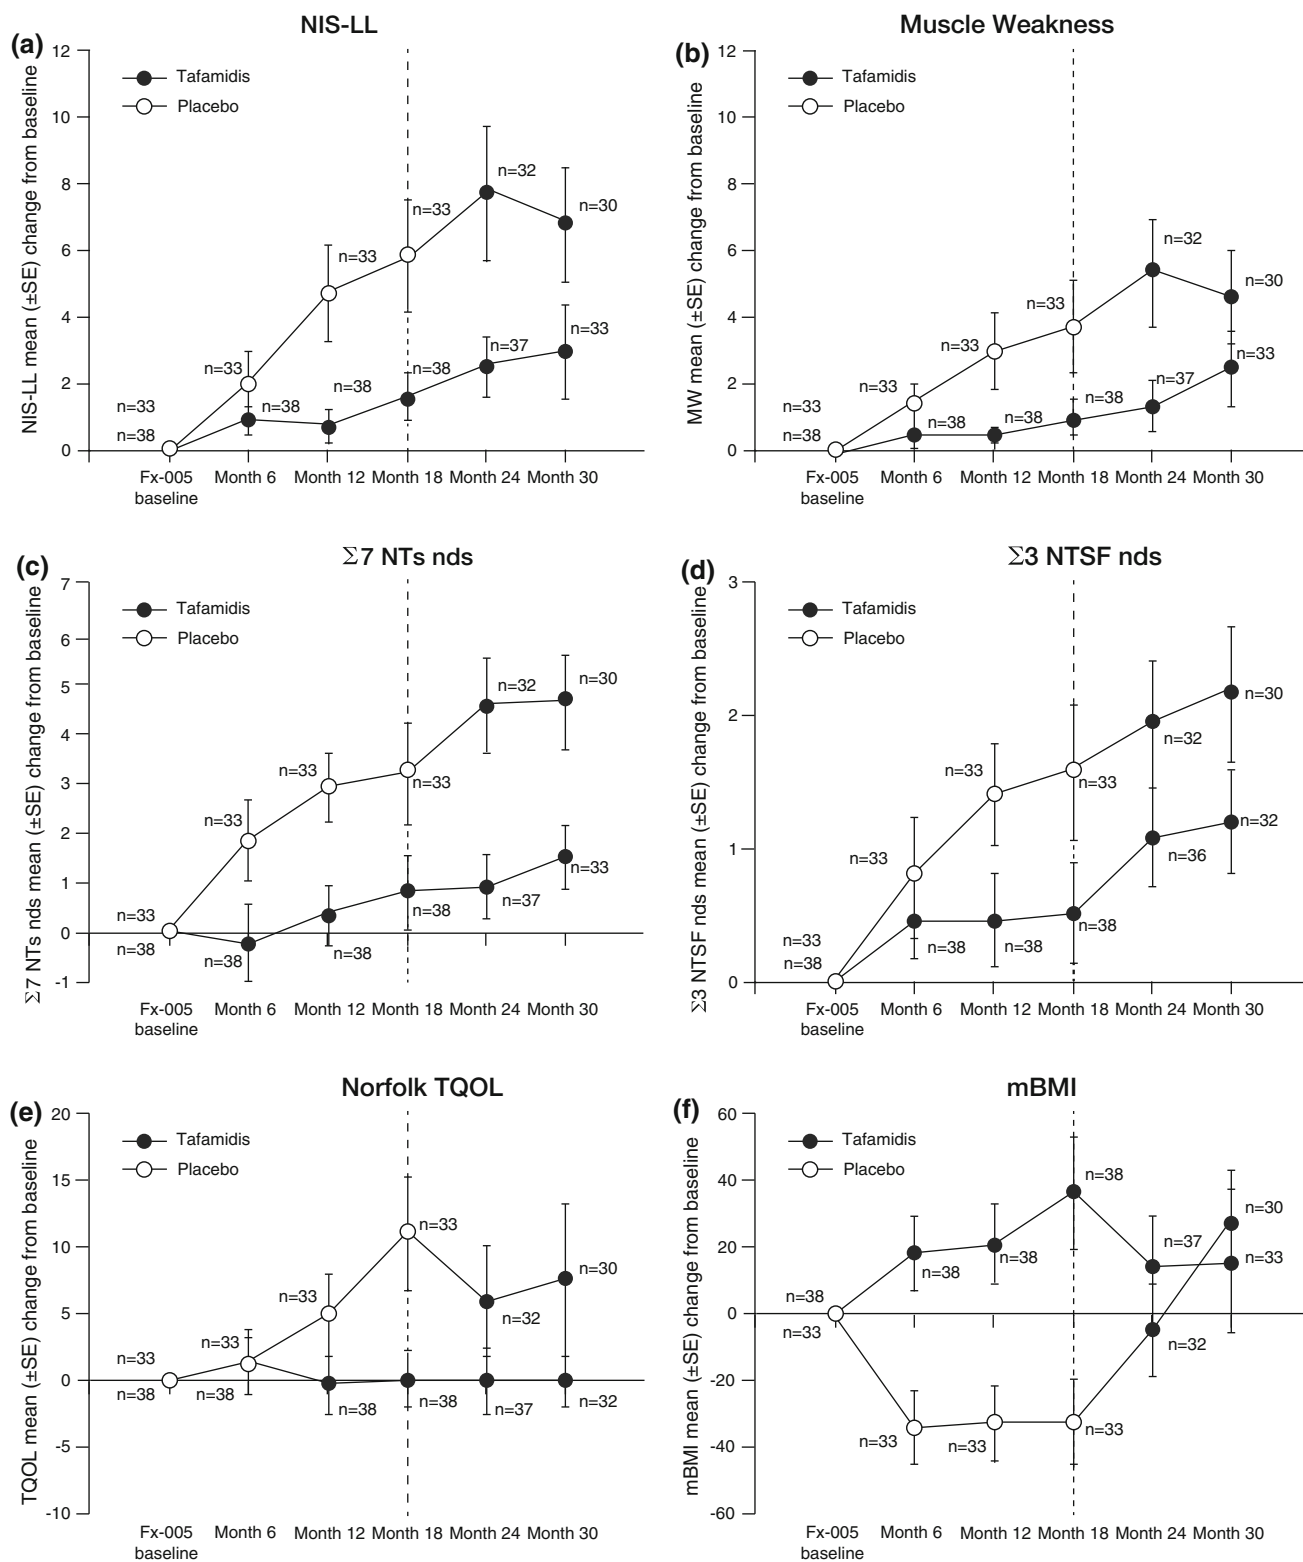 (a)
NIS-LL
NIS-LL mean (±SE) change from baseline
12
10
8
6
4
2
0
Tafamidis
Placebo
n=33
n=38
n=33
n=38
n=33
n=38
n=33
n=38
n=32
n=37
n=30
n=33
Fx-005
baseline
Month 6
Month 12
Month 18
Month 24
Month 30
(b)
Muscle Weakness
MW mean (±SE) change from baseline
12
10
8
6
4
2
0
Tafamidis
Placebo
n=33
n=38
n=33
n=38
n=33
n=38
n=33
n=38
n=32
n=37
n=30
n=33
Fx-005
baseline
Month 6
Month 12
Month 18
Month 24
Month 30
(c)
Σ7 NTs nds
Σ7 NTs nds mean (±SE) change from baseline
7
6
5
4
3
2
1
0
-1
Tafamidis
Placebo
n=33
n=38
n=33
n=38
n=33
n=38
n=33
n=38
n=32
n=37
n=30
n=33
Fx-005
baseline
Month 6
Month 12
Month 18
Month 24
Month 30
(d)
Σ3 NTSF nds
Σ3 NTSF nds mean (±SE) change from baseline
3
2
1
0
Tafamidis
Placebo
n=33
n=38
n=33
n=38
n=33
n=38
n=33
n=38
n=32
n=36
n=30
n=32
Fx-005
baseline
Month 6
Month 12
Month 18
Month 24
Month 30
(e)
Norfolk TQOL
TQOL mean (±SE) change from baseline
20
15
10
5
0
-5
-10
Tafamidis
Placebo
n=33
n=38
n=33
n=38
n=33
n=38
n=33
n=38
n=32
n=37
n=30
n=32
Fx-005
baseline
Month 6
Month 12
Month 18
Month 24
Month 30
(f)
mBMI
mBMI mean (±SE) change from baseline
60
40
20
0
-20
-40
-60
Tafamidis
Placebo
n=38
n=33
n=38
n=33
n=38
n=33
n=38
n=33
n=37
n=32
n=30
n=33
Fx-005
baseline
Month 6
Month 12
Month 18
Month 24
Month 30